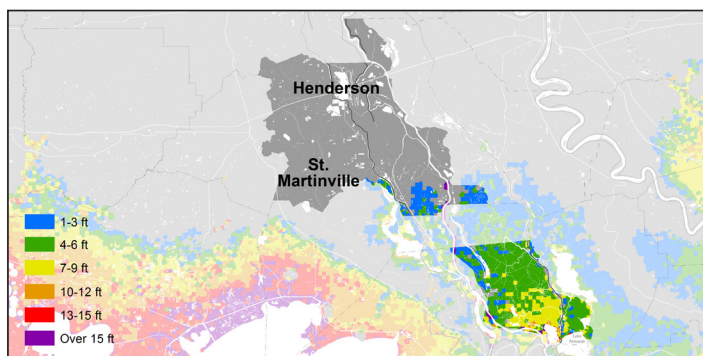 Henderson
St.
Martinville
1-3 ft
4-6 ft
7-9 ft
10-12 ft
13-15 ft
Over 15 ft